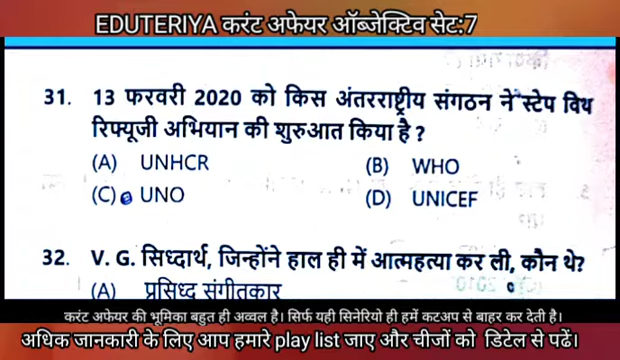 EDUTERIYA करंट अफेयर ऑब्जेक्टिव सेट:7
31. 13 फरवरी 2020 को किस अंतरराष्ट्रीय संगठन ने स्टेप विथ
रिफ्यूजी अभियान की शुरुआत किया है ?
(A) UNHCR (B) WHO
(C) UNO (D) UNICEF
32. V. G. सिध्दार्थ, जिन्होंने हाल ही में आत्महत्या कर ली, कौन थे?
(A) प्रसिध्द संगीतकार
करंट अफेयर की भूमिका बहुत ही अव्वल है। सिर्फ यही सिनेरियो ही हमें कटअप से बाहर कर देती है।
अधिक जानकारी के लिए आप हमारे play list जाए और चीजों को डिटेल से पढें।